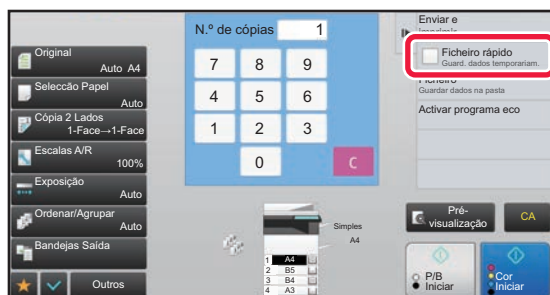 Original
Auto A4
Seleccão Papel
Auto
Cópia 2 Lados
1-Face→1-Face
Escalas A/R
100%
Exposição
Auto
Ordenar/Agrupar
Auto
Bandejas Saída
Outros
N.º de cópias 1
7 8 9
4 5 6
1 2 3
0 C
Simples
A4
1 A4
2 B5
3 B4
4 A3
Enviar e
Ficheiro rápido
Guard. dados temporariam.
Ficheiro
Guardar dados na pasta
Activar programa eco
Pré-
visualização
CA
P/B
Iniciar
Cor
Iniciar